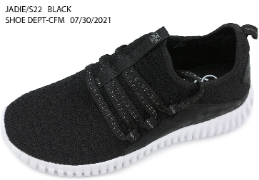 JADIE/S22 BLACK
SHOE DEPT-CFM 07/30/2021